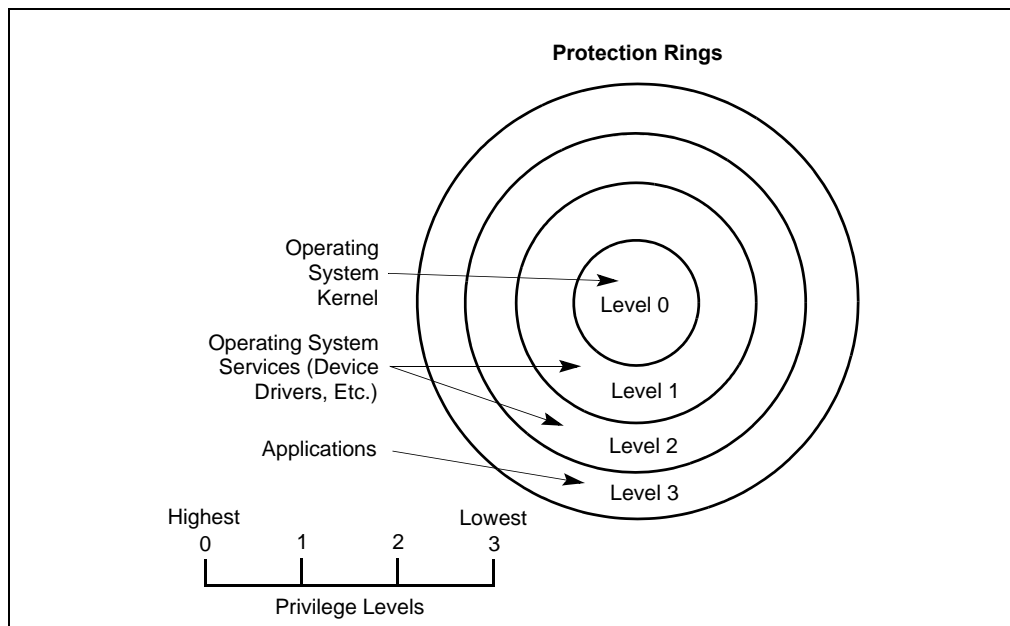 Protection Rings
Operating
System
Kernel
Level 0
Operating System
Services (Device
Drivers, Etc.)
Level 1
Level 2
Applications
Level 3
Highest
Lowest
0
1
2
3
Privilege Levels